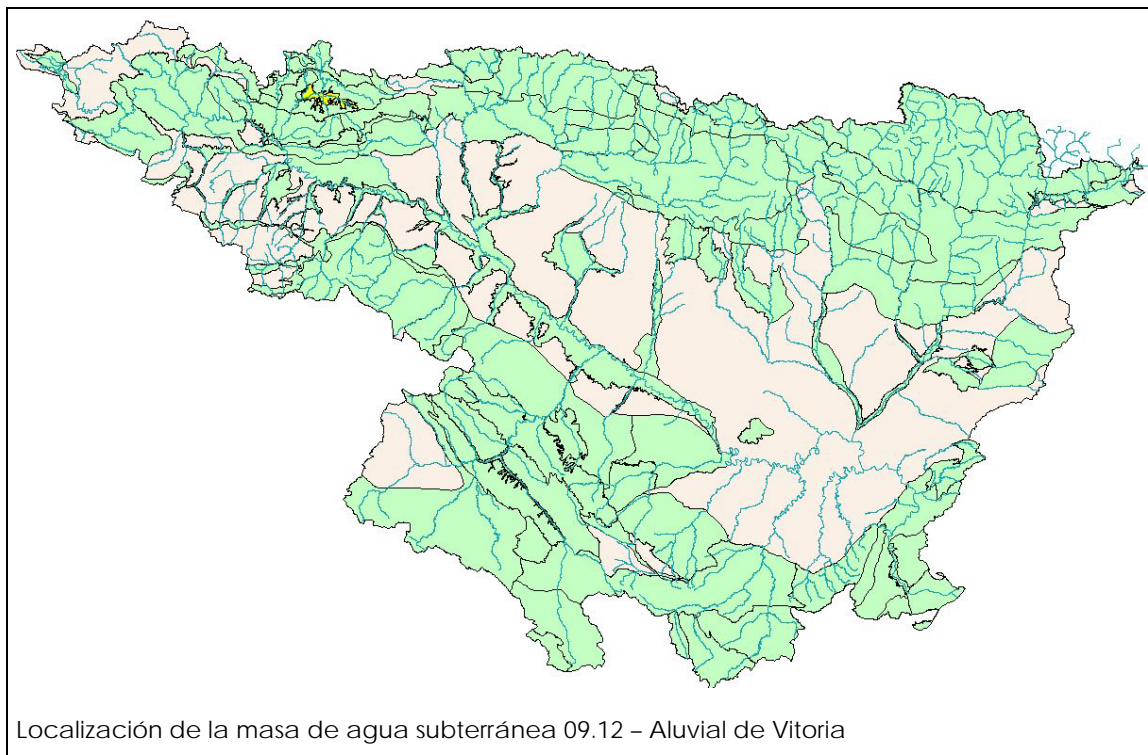 Localización de la masa de agua subterránea 09.12 – Aluvial de Vitoria